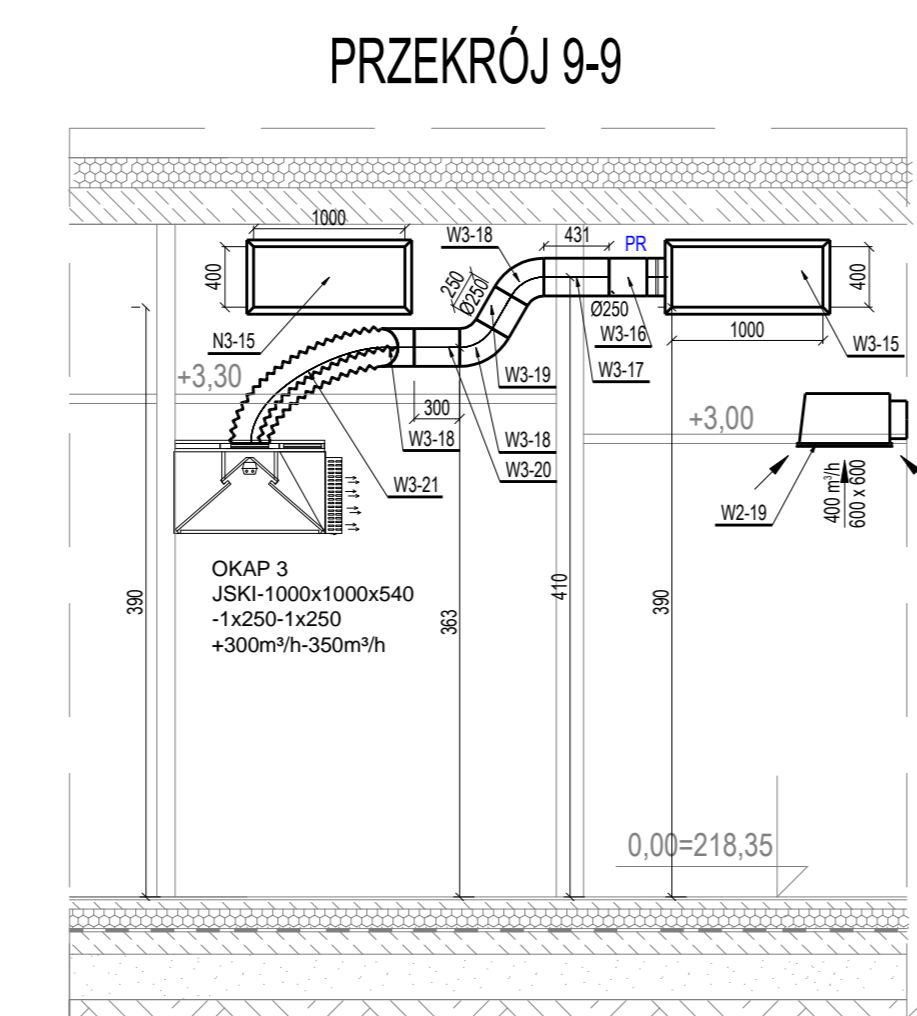 PRZEKRÓJ 9-9
1000
W3-18
431
PR
400
250
Ø250
400
Ø250
W3-16
1000
N3-15
W3-15
W3-19
W3-17
+3,30
300
W3-18
W3-18
+3,00
W3-20
W3-21
W2-19
400 m³/h
600 x 600
OKAP 3
JSKI-1000x1000x540
-1x250-1x250
+300m³/h-350m³/h
390
363
410
390
0,00=218,35